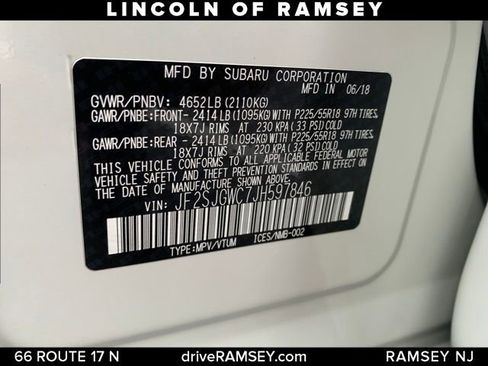 LINCOLN OF RAMSEY
MFD BY SUBARU CORPORATION
IN 06/18
GVWR/PNBV: 4652LB (2110KG)
GAWR/PNBE:FRONT- 2414 LB (1095KG)WITH P225/55R18 97H TIRES,
18X7J RIMS AT 230 KPA( 33 PSI)COLD
GAWR/PNBE:REAR - 2414 LB (1095KG)WITH P225/55R18 97H TIRES,
18X7J RIMS AT 220 KPA( 32 PSI)COLD
THIS VEHICLE CONFORMS TO ALL APPLICABLE FEDERAL MOTOR
VEHICLE SAFETY AND THEFT PREVENTION STANDARDS IN
EFFECT ON THE DATE OF MANUFACTURE SHOWN ABOVE.
VIN: JF2SJGWC7JH597846
TYPE:MPV/VTUM ICES/NMB-002
66 ROUTE 17 N driveRAMSEY.com RAMSEY NJ